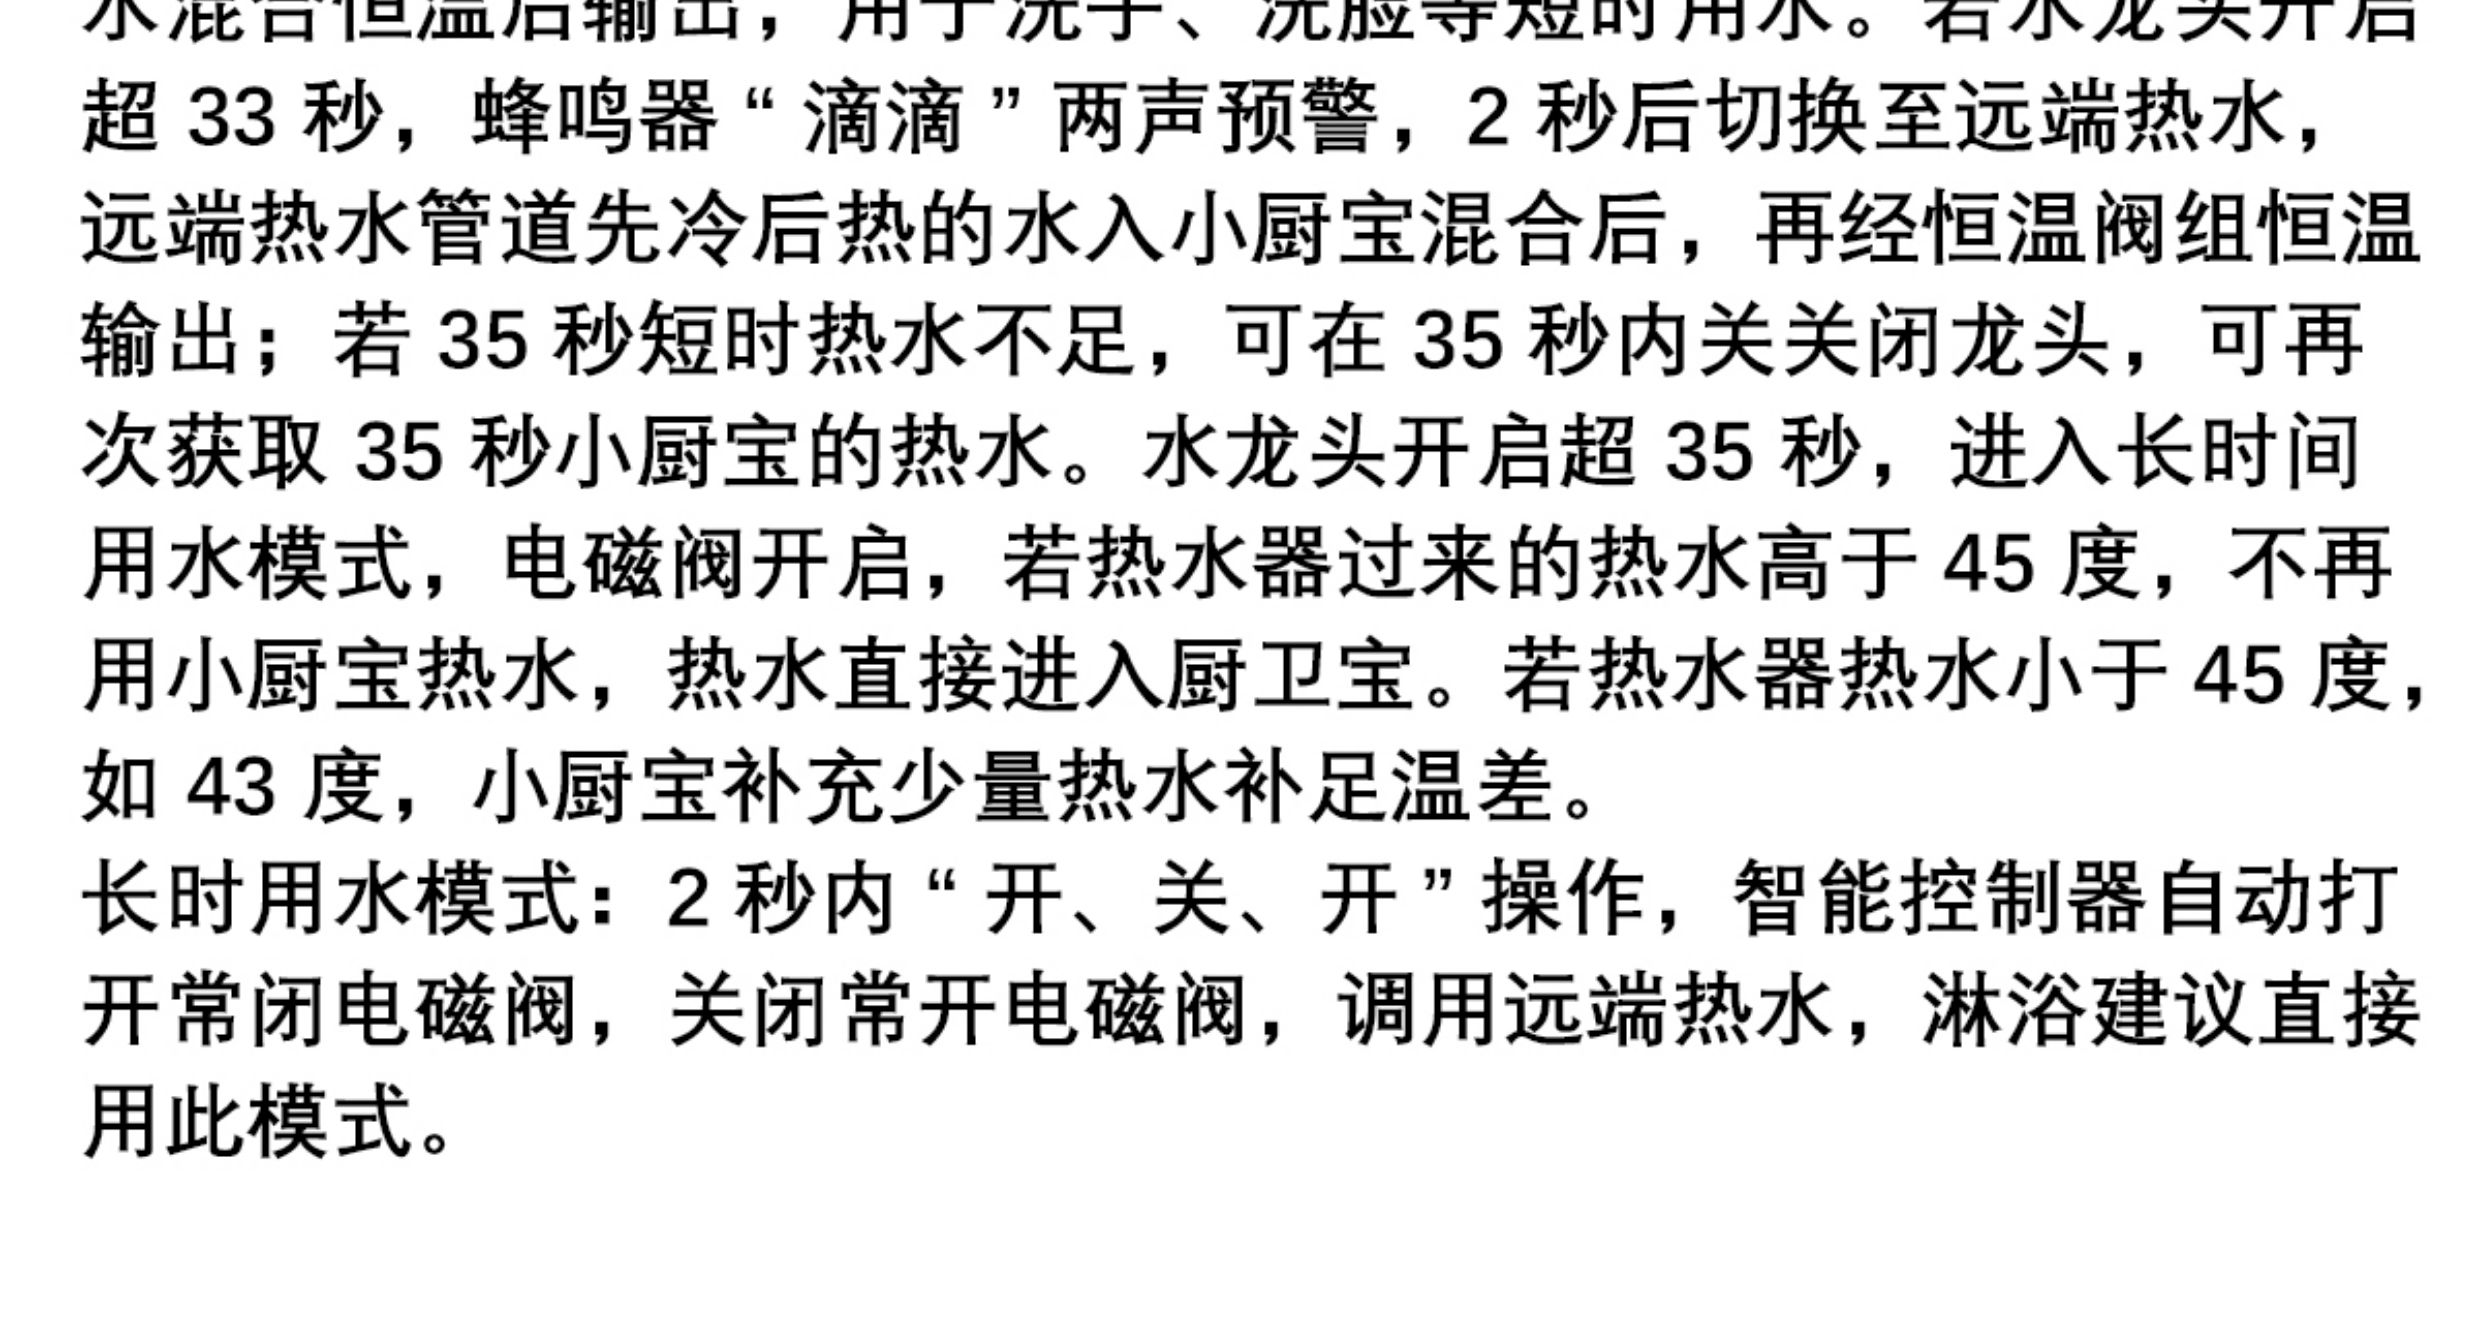 水混合恒温后输出，用于洗手、洗脸等短时用水。若水龙头开启
超 33 秒，蜂鸣器“滴滴”两声预警，2 秒后切换至远端热水，
远端热水管道先冷后热的水入小厨宝混合后，再经恒温阀组恒温
输出；若 35 秒短时热水不足，可在 35 秒内关关闭龙头，可再
次获取 35 秒小厨宝的热水。水龙头开启超 35 秒，进入长时间
用水模式，电磁阀开启，若热水器过来的热水高于 45 度，不再
用小厨宝热水，热水直接进入厨卫宝。若热水器热水小于 45 度，
如 43 度，小厨宝补充少量热水补足温差。
长时用水模式：2 秒内“开、关、开”操作，智能控制器自动打
开常闭电磁阀，关闭常开电磁阀，调用远端热水，淋浴建议直接
用此模式。